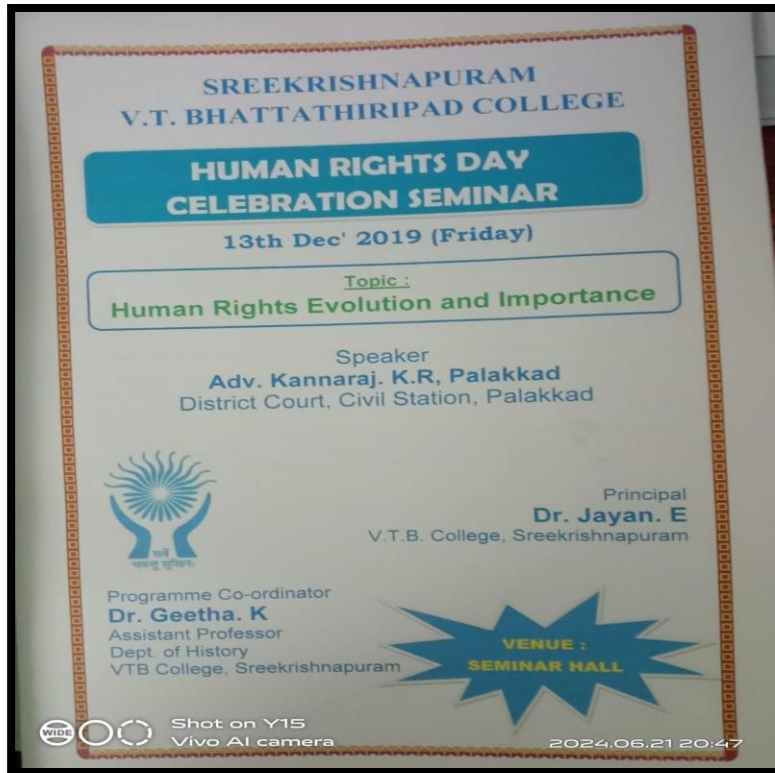 SREEKRISHNAPURAM
V.T. BHATTATHIRIPAD COLLEGE
HUMAN RIGHTS DAY
CELEBRATION SEMINAR
13th Dec' 2019 (Friday)
Topic :
Human Rights Evolution and Importance
Speaker
Adv. Kannaraj. K.R, Palakkad
District Court, Civil Station, Palakkad
सर्वे
भवन्तु सुखिनः
Principal
Dr. Jayan. E
V.T.B. College, Sreekrishnapuram
Programme Co-ordinator
Dr. Geetha. K
Assistant Professor
Dept. of History
VTB College, Sreekrishnapuram
VENUE :
SEMINAR HALL
WIDE
Shot on Y15
Vivo AI camera
2024.06.21 20:47